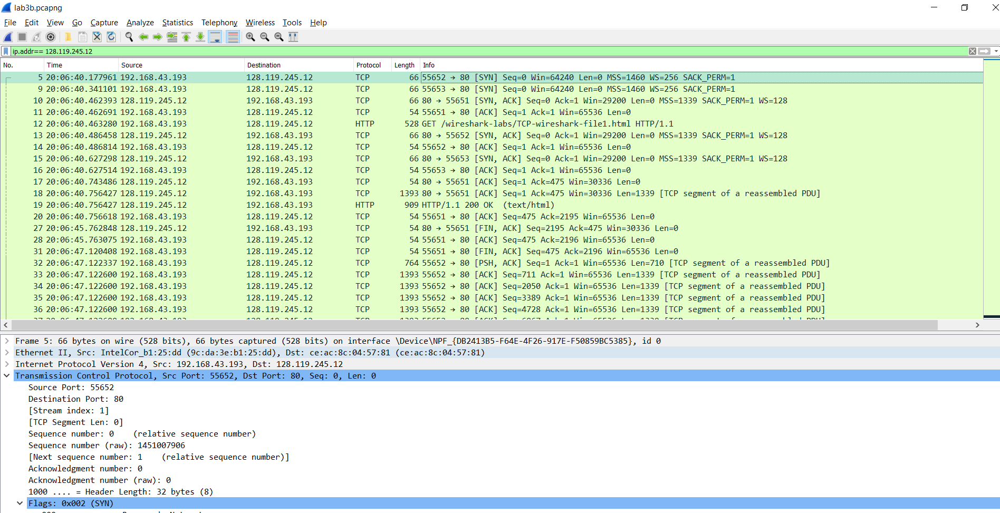 lab3b.pcapng
File Edit View Go Capture Analyze Statistics Telephony Wireless Tools Help
ip.addr== 128.119.245.12
No. Time Source Destination Protocol Length Info
5 20:06:40.177961 192.168.43.193 128.119.245.12 TCP 66 55652 → 80 [SYN] Seq=0 Win=64240 Len=0 MSS=1460 WS=256 SACK_PERM=1
9 20:06:40.341101 192.168.43.193 128.119.245.12 TCP 66 55653 → 80 [SYN] Seq=0 Win=64240 Len=0 MSS=1460 WS=256 SACK_PERM=1
10 20:06:40.462393 128.119.245.12 192.168.43.193 TCP 66 80 → 55651 [SYN, ACK] Seq=0 Ack=1 Win=29200 Len=0 MSS=1339 SACK_PERM=1 WS=128
11 20:06:40.462691 192.168.43.193 128.119.245.12 TCP 54 55651 → 80 [ACK] Seq=1 Ack=1 Win=65536 Len=0
12 20:06:40.463280 192.168.43.193 128.119.245.12 HTTP 528 GET /wireshark-labs/TCP-wireshark-file1.html HTTP/1.1
13 20:06:40.486458 128.119.245.12 192.168.43.193 TCP 66 80 → 55652 [SYN, ACK] Seq=0 Ack=1 Win=29200 Len=0 MSS=1339 SACK_PERM=1 WS=128
14 20:06:40.486814 192.168.43.193 128.119.245.12 TCP 54 55652 → 80 [ACK] Seq=1 Ack=1 Win=65536 Len=0
15 20:06:40.627298 128.119.245.12 192.168.43.193 TCP 66 80 → 55653 [SYN, ACK] Seq=0 Ack=1 Win=29200 Len=0 MSS=1339 SACK_PERM=1 WS=128
16 20:06:40.627514 192.168.43.193 128.119.245.12 TCP 54 55653 → 80 [ACK] Seq=1 Ack=1 Win=65536 Len=0
17 20:06:40.743486 128.119.245.12 192.168.43.193 TCP 54 80 → 55651 [ACK] Seq=1 Ack=475 Win=30336 Len=0
18 20:06:40.756427 128.119.245.12 192.168.43.193 TCP 1393 80 → 55651 [ACK] Seq=1 Ack=475 Win=30336 Len=1339 [TCP segment of a reassembled PDU]
19 20:06:40.756427 128.119.245.12 192.168.43.193 HTTP 909 HTTP/1.1 200 OK (text/html)
20 20:06:40.756618 192.168.43.193 128.119.245.12 TCP 54 55651 → 80 [ACK] Seq=475 Ack=2195 Win=65536 Len=0
27 20:06:45.762848 128.119.245.12 192.168.43.193 TCP 54 80 → 55651 [FIN, ACK] Seq=2195 Ack=475 Win=30336 Len=0
28 20:06:45.763075 192.168.43.193 128.119.245.12 TCP 54 55651 → 80 [ACK] Seq=475 Ack=2196 Win=65536 Len=0
31 20:06:47.120408 192.168.43.193 128.119.245.12 TCP 54 55651 → 80 [FIN, ACK] Seq=475 Ack=2196 Win=65536 Len=0
32 20:06:47.122337 192.168.43.193 128.119.245.12 TCP 764 55652 → 80 [PSH, ACK] Seq=1 Ack=1 Win=65536 Len=710 [TCP segment of a reassembled PDU]
33 20:06:47.122600 192.168.43.193 128.119.245.12 TCP 1393 55652 → 80 [ACK] Seq=711 Ack=1 Win=65536 Len=1339 [TCP segment of a reassembled PDU]
34 20:06:47.122600 192.168.43.193 128.119.245.12 TCP 1393 55652 → 80 [ACK] Seq=2050 Ack=1 Win=65536 Len=1339 [TCP segment of a reassembled PDU]
35 20:06:47.122600 192.168.43.193 128.119.245.12 TCP 1393 55652 → 80 [ACK] Seq=3389 Ack=1 Win=65536 Len=1339 [TCP segment of a reassembled PDU]
36 20:06:47.122600 192.168.43.193 128.119.245.12 TCP 1393 55652 → 80 [ACK] Seq=4728 Ack=1 Win=65536 Len=1339 [TCP segment of a reassembled PDU]
Frame 5: 66 bytes on wire (528 bits), 66 bytes captured (528 bits) on interface \Device\NPF_{DB2413B5-F64E-4F26-917E-F50859BC5385}, id 0
Ethernet II, Src: IntelCor_b1:25:dd (9c:da:3e:b1:25:dd), Dst: ce:ac:8c:04:57:81 (ce:ac:8c:04:57:81)
Internet Protocol Version 4, Src: 192.168.43.193, Dst: 128.119.245.12
Transmission Control Protocol, Src Port: 55652, Dst Port: 80, Seq: 0, Len: 0
Source Port: 55652
Destination Port: 80
[Stream index: 1]
[TCP Segment Len: 0]
Sequence number: 0 (relative sequence number)
Sequence number (raw): 1451007906
[Next sequence number: 1 (relative sequence number)]
Acknowledgment number: 0
Acknowledgment number (raw): 0
1000 .... = Header Length: 32 bytes (8)
Flags: 0x002 (SYN)